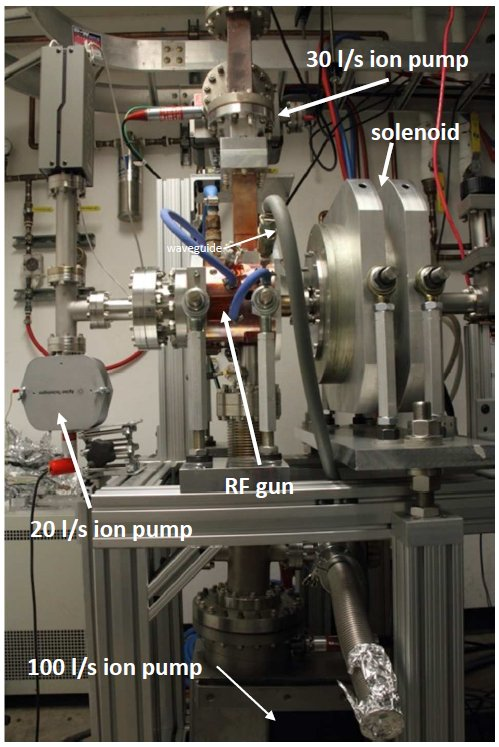 30 l/s ion pump
solenoid
waveguide
RF gun
20 l/s ion pump
100 l/s ion pump